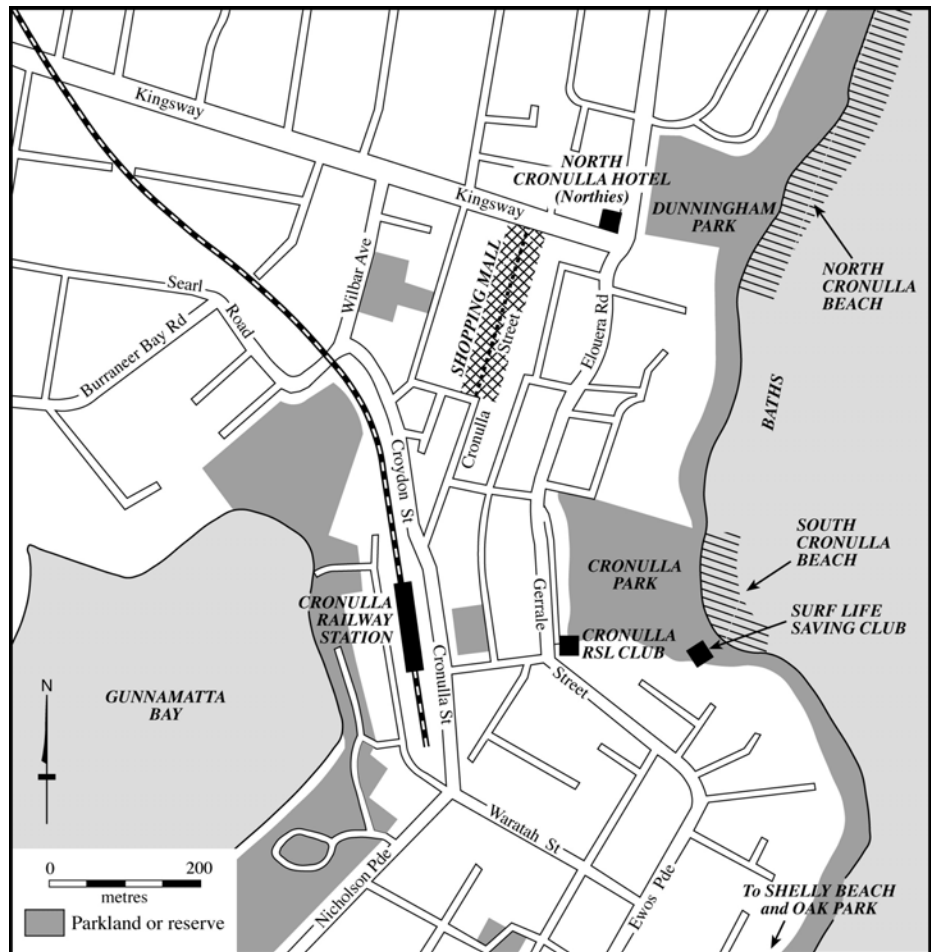 Kingsway
NORTH
CRONULLA HOTEL
(Northies)
Kingsway
DUNNINGHAM
PARK
NORTH
CRONULLA
BEACH
Searl
Road
Wilbar Ave
Burraneer Bay Rd
SHOPPING MALL
Street
Cronulla
Elouera Rd
BATHS
Croydon St
SOUTH
CRONULLA
BEACH
CRONULLA
PARK
Gerrale
Street
CRONULLA
RAILWAY
STATION
CRONULLA
RSL CLUB
SURF LIFE
SAVING CLUB
Cronulla St
GUNNAMATTA
BAY
N
Waratah St
Nicholson Pde
Ewos Pde
To SHELLY BEACH
and OAK PARK
0 200
metres
Parkland or reserve